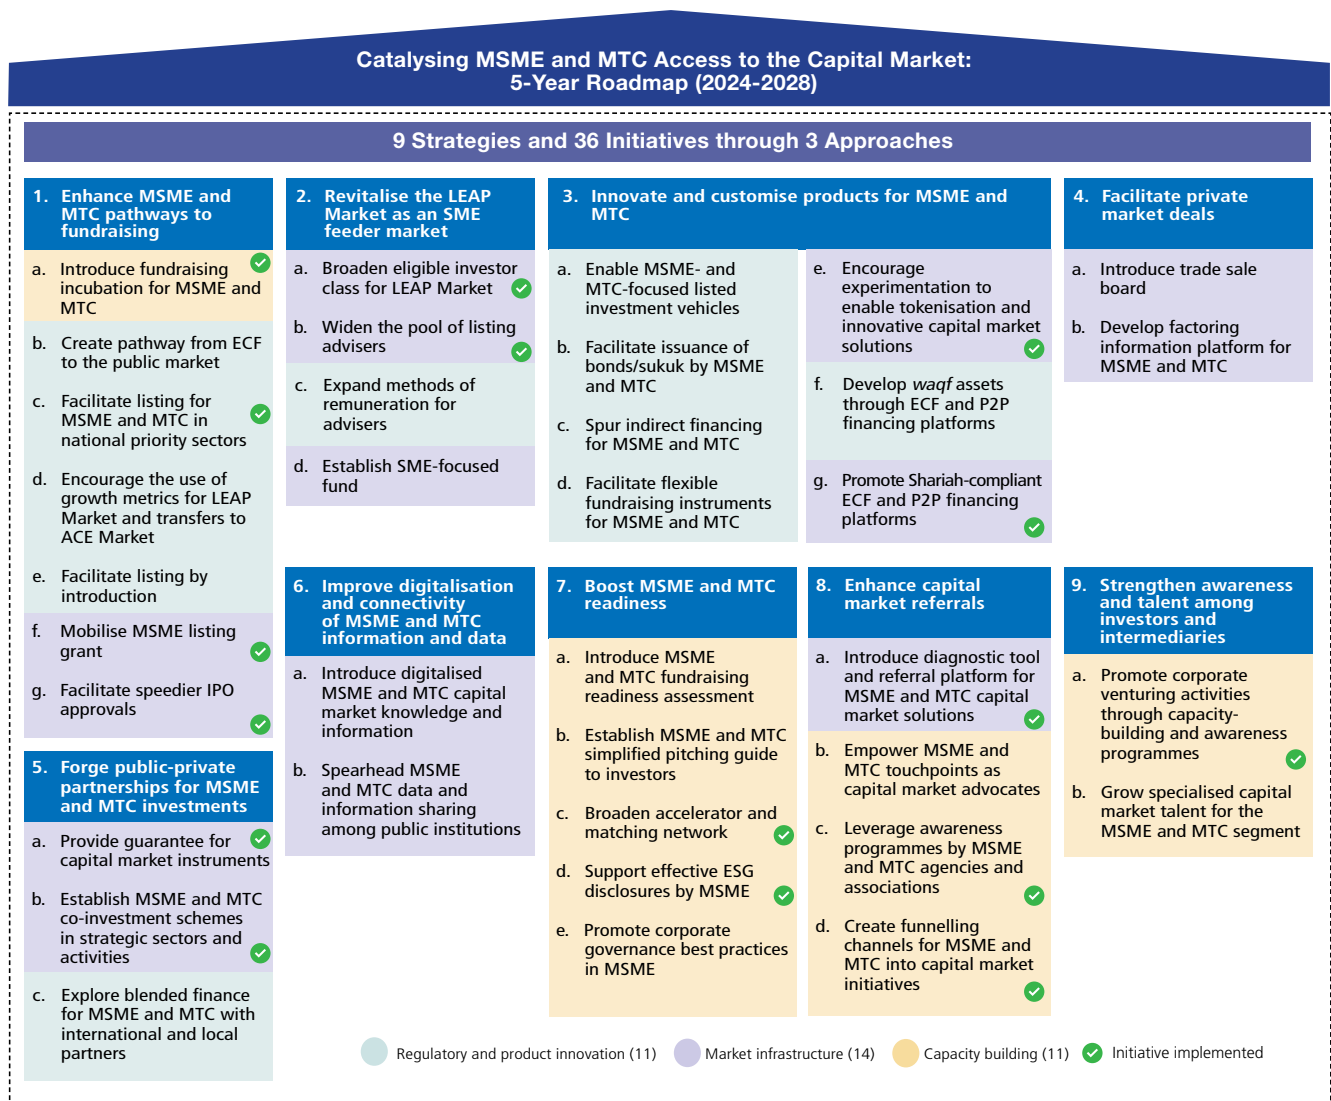 Catalysing MSME and MTC Access to the Capital Market:
5-Year Roadmap (2024-2028)
9 Strategies and 36 Initiatives through 3 Approaches
1. Enhance MSME and
MTC pathways to
fundraising
a. Introduce fundraising
incubation for MSME and
MTC
b. Create pathway from ECF
to the public market
c. Facilitate listing for
MSME and MTC in
national priority sectors
d. Encourage the use of
growth metrics for LEAP
Market and transfers to
ACE Market
e. Facilitate listing by
introduction
f. Mobilise MSME listing
grant
g. Facilitate speedier IPO
approvals
2. Revitalise the LEAP
Market as an SME
feeder market
a. Broaden eligible investor
class for LEAP Market
b. Widen the pool of listing
advisers
c. Expand methods of
remuneration for
advisers
d. Establish SME-focused
fund
3. Innovate and customise products for MSME and
MTC
a. Enable MSME- and
MTC-focused listed
investment vehicles
b. Facilitate issuance of
bonds/sukuk by MSME
and MTC
c. Spur indirect financing
for MSME and MTC
d. Facilitate flexible
fundraising instruments
for MSME and MTC
e. Encourage
experimentation to
enable tokenisation and
innovative capital market
solutions
f. Develop waqf assets
through ECF and P2P
financing platforms
g. Promote Shariah-compliant
ECF and P2P financing
platforms
4. Facilitate private
market deals
a. Introduce trade sale
board
b. Develop factoring
information platform for
MSME and MTC
5. Forge public-private
partnerships for MSME
and MTC investments
a. Provide guarantee for
capital market instruments
b. Establish MSME and MTC
co-investment schemes
in strategic sectors and
activities
c. Explore blended finance
for MSME and MTC with
international and local
partners
6. Improve digitalisation
and connectivity
of MSME and MTC
information and data
a. Introduce digitalised
MSME and MTC capital
market knowledge and
information
b. Spearhead MSME
and MTC data and
information sharing
among public institutions
7. Boost MSME and MTC
readiness
a. Introduce MSME
and MTC fundraising
readiness assessment
b. Establish MSME and MTC
simplified pitching guide
to investors
c. Broaden accelerator and
matching network
d. Support effective ESG
disclosures by MSME
e. Promote corporate
governance best practices
in MSME
8. Enhance capital
market referrals
a. Introduce diagnostic tool
and referral platform for
MSME and MTC capital
market solutions
b. Empower MSME and
MTC touchpoints as
capital market advocates
c. Leverage awareness
programmes by MSME
and MTC agencies and
associations
d. Create funnelling
channels for MSME and
MTC into capital market
initiatives
9. Strengthen awareness
and talent among
investors and
intermediaries
a. Promote corporate
venturing activities
through capacity-
building and awareness
programmes
b. Grow specialised capital
market talent for the
MSME and MTC segment
Regulatory and product innovation (11)
Market infrastructure (14)
Capacity building (11)
Initiative implemented